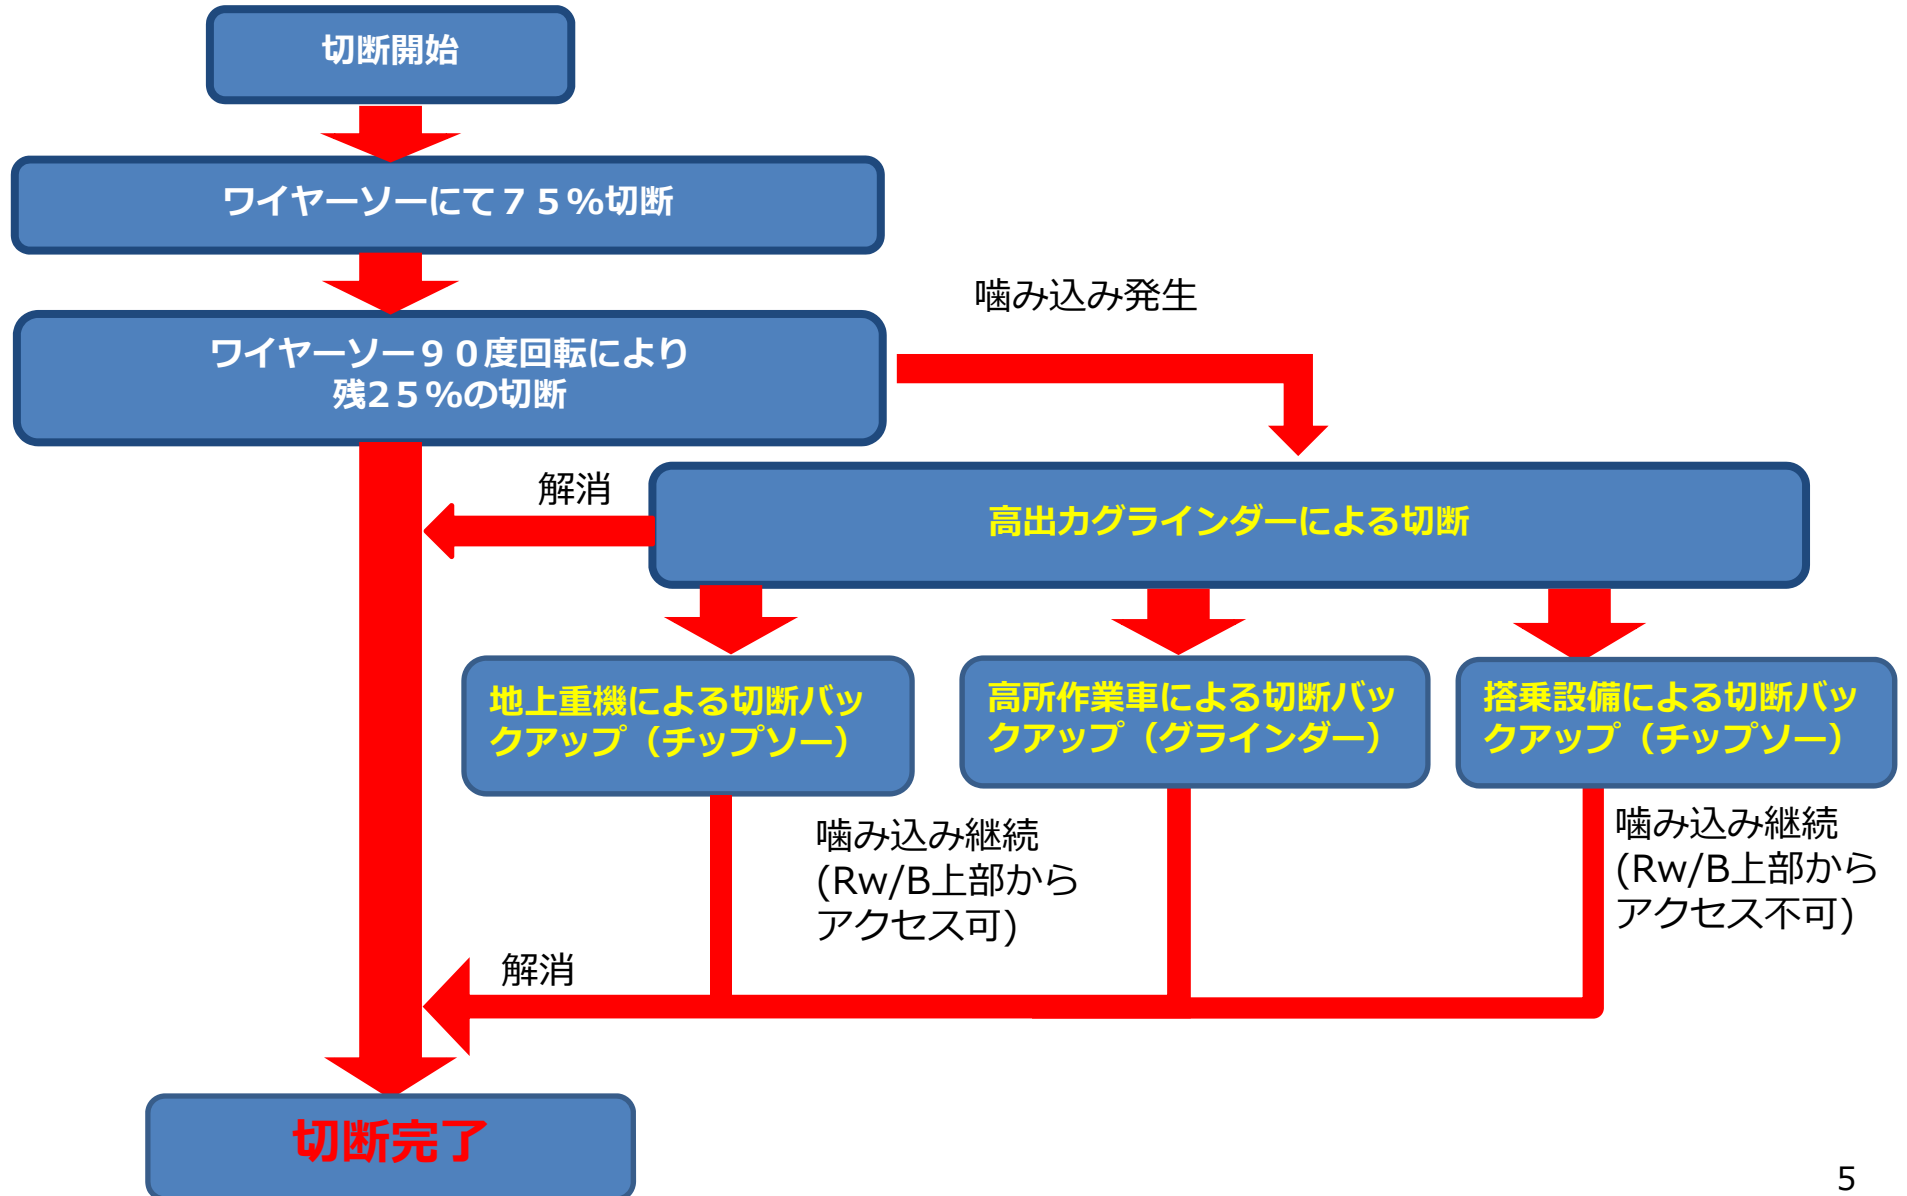 切断開始
ワイヤーソーにて７５％切断
ワイヤーソー９０度回転により
残2５％の切断
噛み込み発生
解消
高出力グラインダーによる切断
地上重機による切断バッ
クアップ（チップソー）
高所作業車による切断バッ
クアップ（グラインダー）
搭乗設備による切断バッ
クアップ（チップソー）
噛み込み継続
(Rw/B上部から
アクセス可)
噛み込み継続
(Rw/B上部から
アクセス不可)
解消
切断完了
5